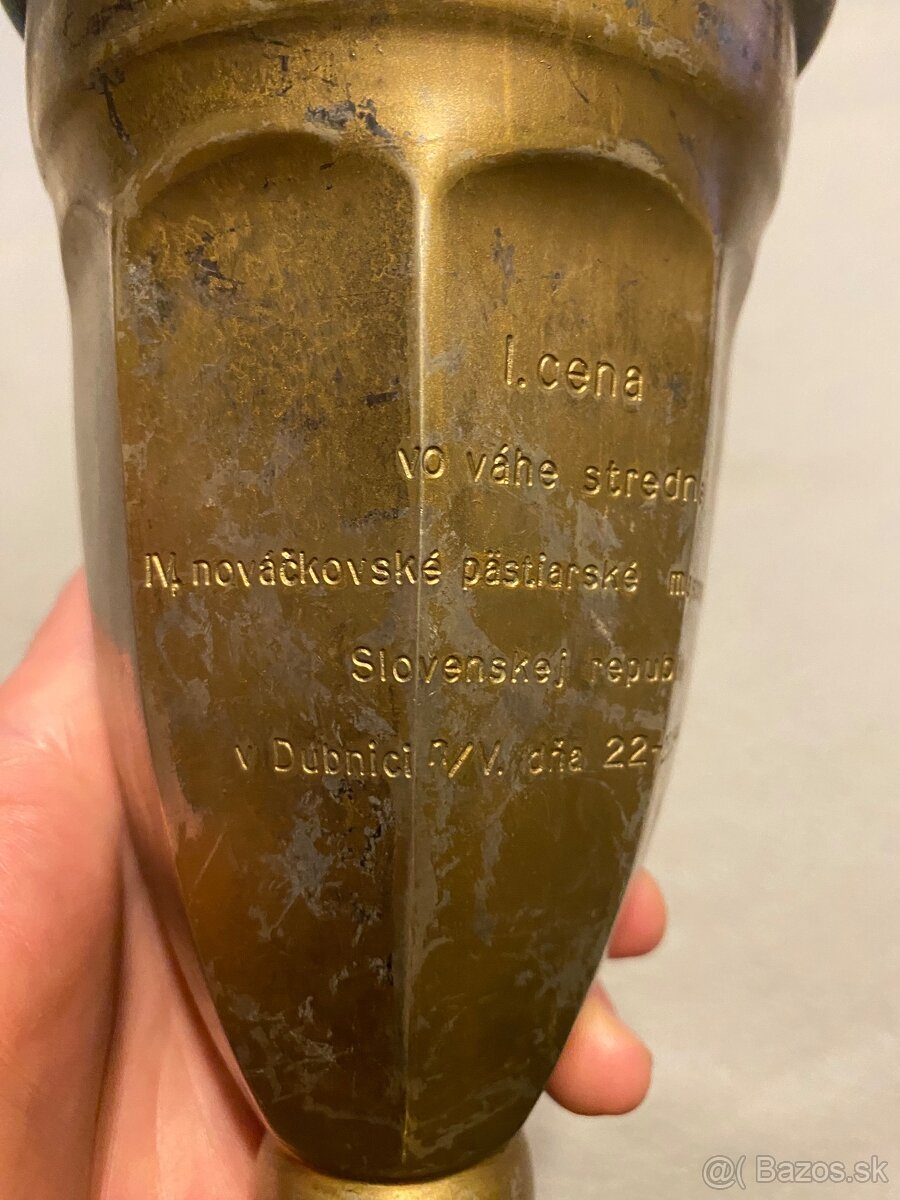 I. cena
vo váhe stredn
IV. nováčkovské pästiarske
Slovenskej repub
v Dubnici n/V. dňa 22-
@( Bazos.sk